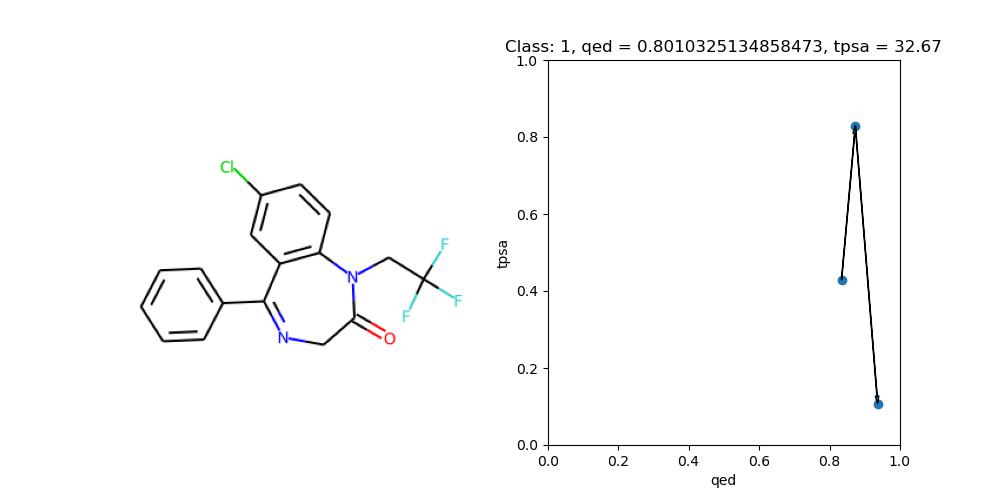 Cl
N
N
O
F
F
F
Class: 1, qed = 0.8010325134858473, tpsa = 32.67
1.0
0.8
0.6
0.4
0.2
0.0
tpsa
0.0 0.2 0.4 0.6 0.8 1.0
qed